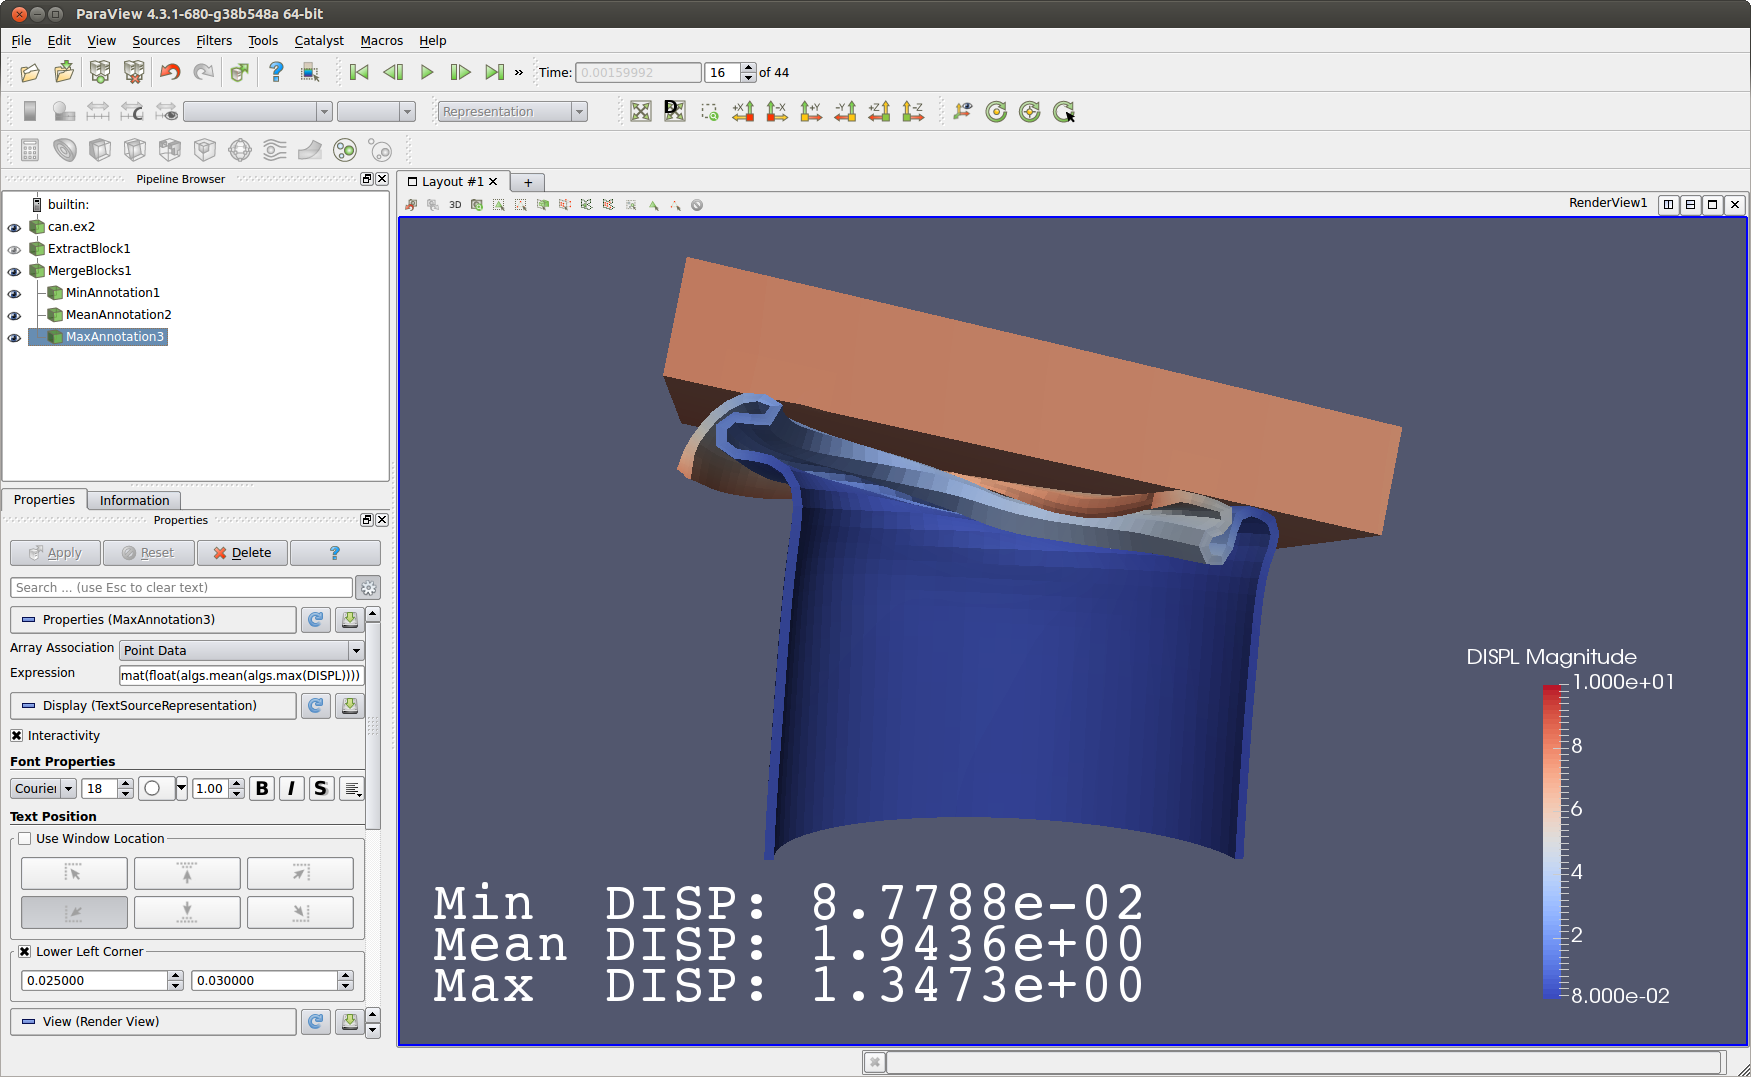 ParaView 4.3.1-680-g38b548a 64-bit
File Edit View Sources Filters Tools Catalyst Macros Help
Time: 0.00159992 16 of 44
Representation
D +X -X +Y -Y +Z -Z
Pipeline Browser
builtin:
can.ex2
ExtractBlock1
MergeBlocks1
MinAnnotation1
MeanAnnotation2
MaxAnnotation3
Properties Information
Properties
Apply Reset Delete ?
Search ... (use Esc to clear text)
Properties (MaxAnnotation3)
Array Association Point Data
Expression mat(float(algs.mean(algs.max(DISPL))))
Display (TextSourceRepresentation)
Interactivity
Font Properties
Courier 18 1.00 B I S
Text Position
Use Window Location
Lower Left Corner
0.025000 0.030000
View (Render View)
Layout #1 +
3D RenderView1
DISPL Magnitude
1.000e+01
8
6
4
2
8.000e-02
Min DISP: 8.7788e-02
Mean DISP: 1.9436e+00
Max DISP: 1.3473e+00